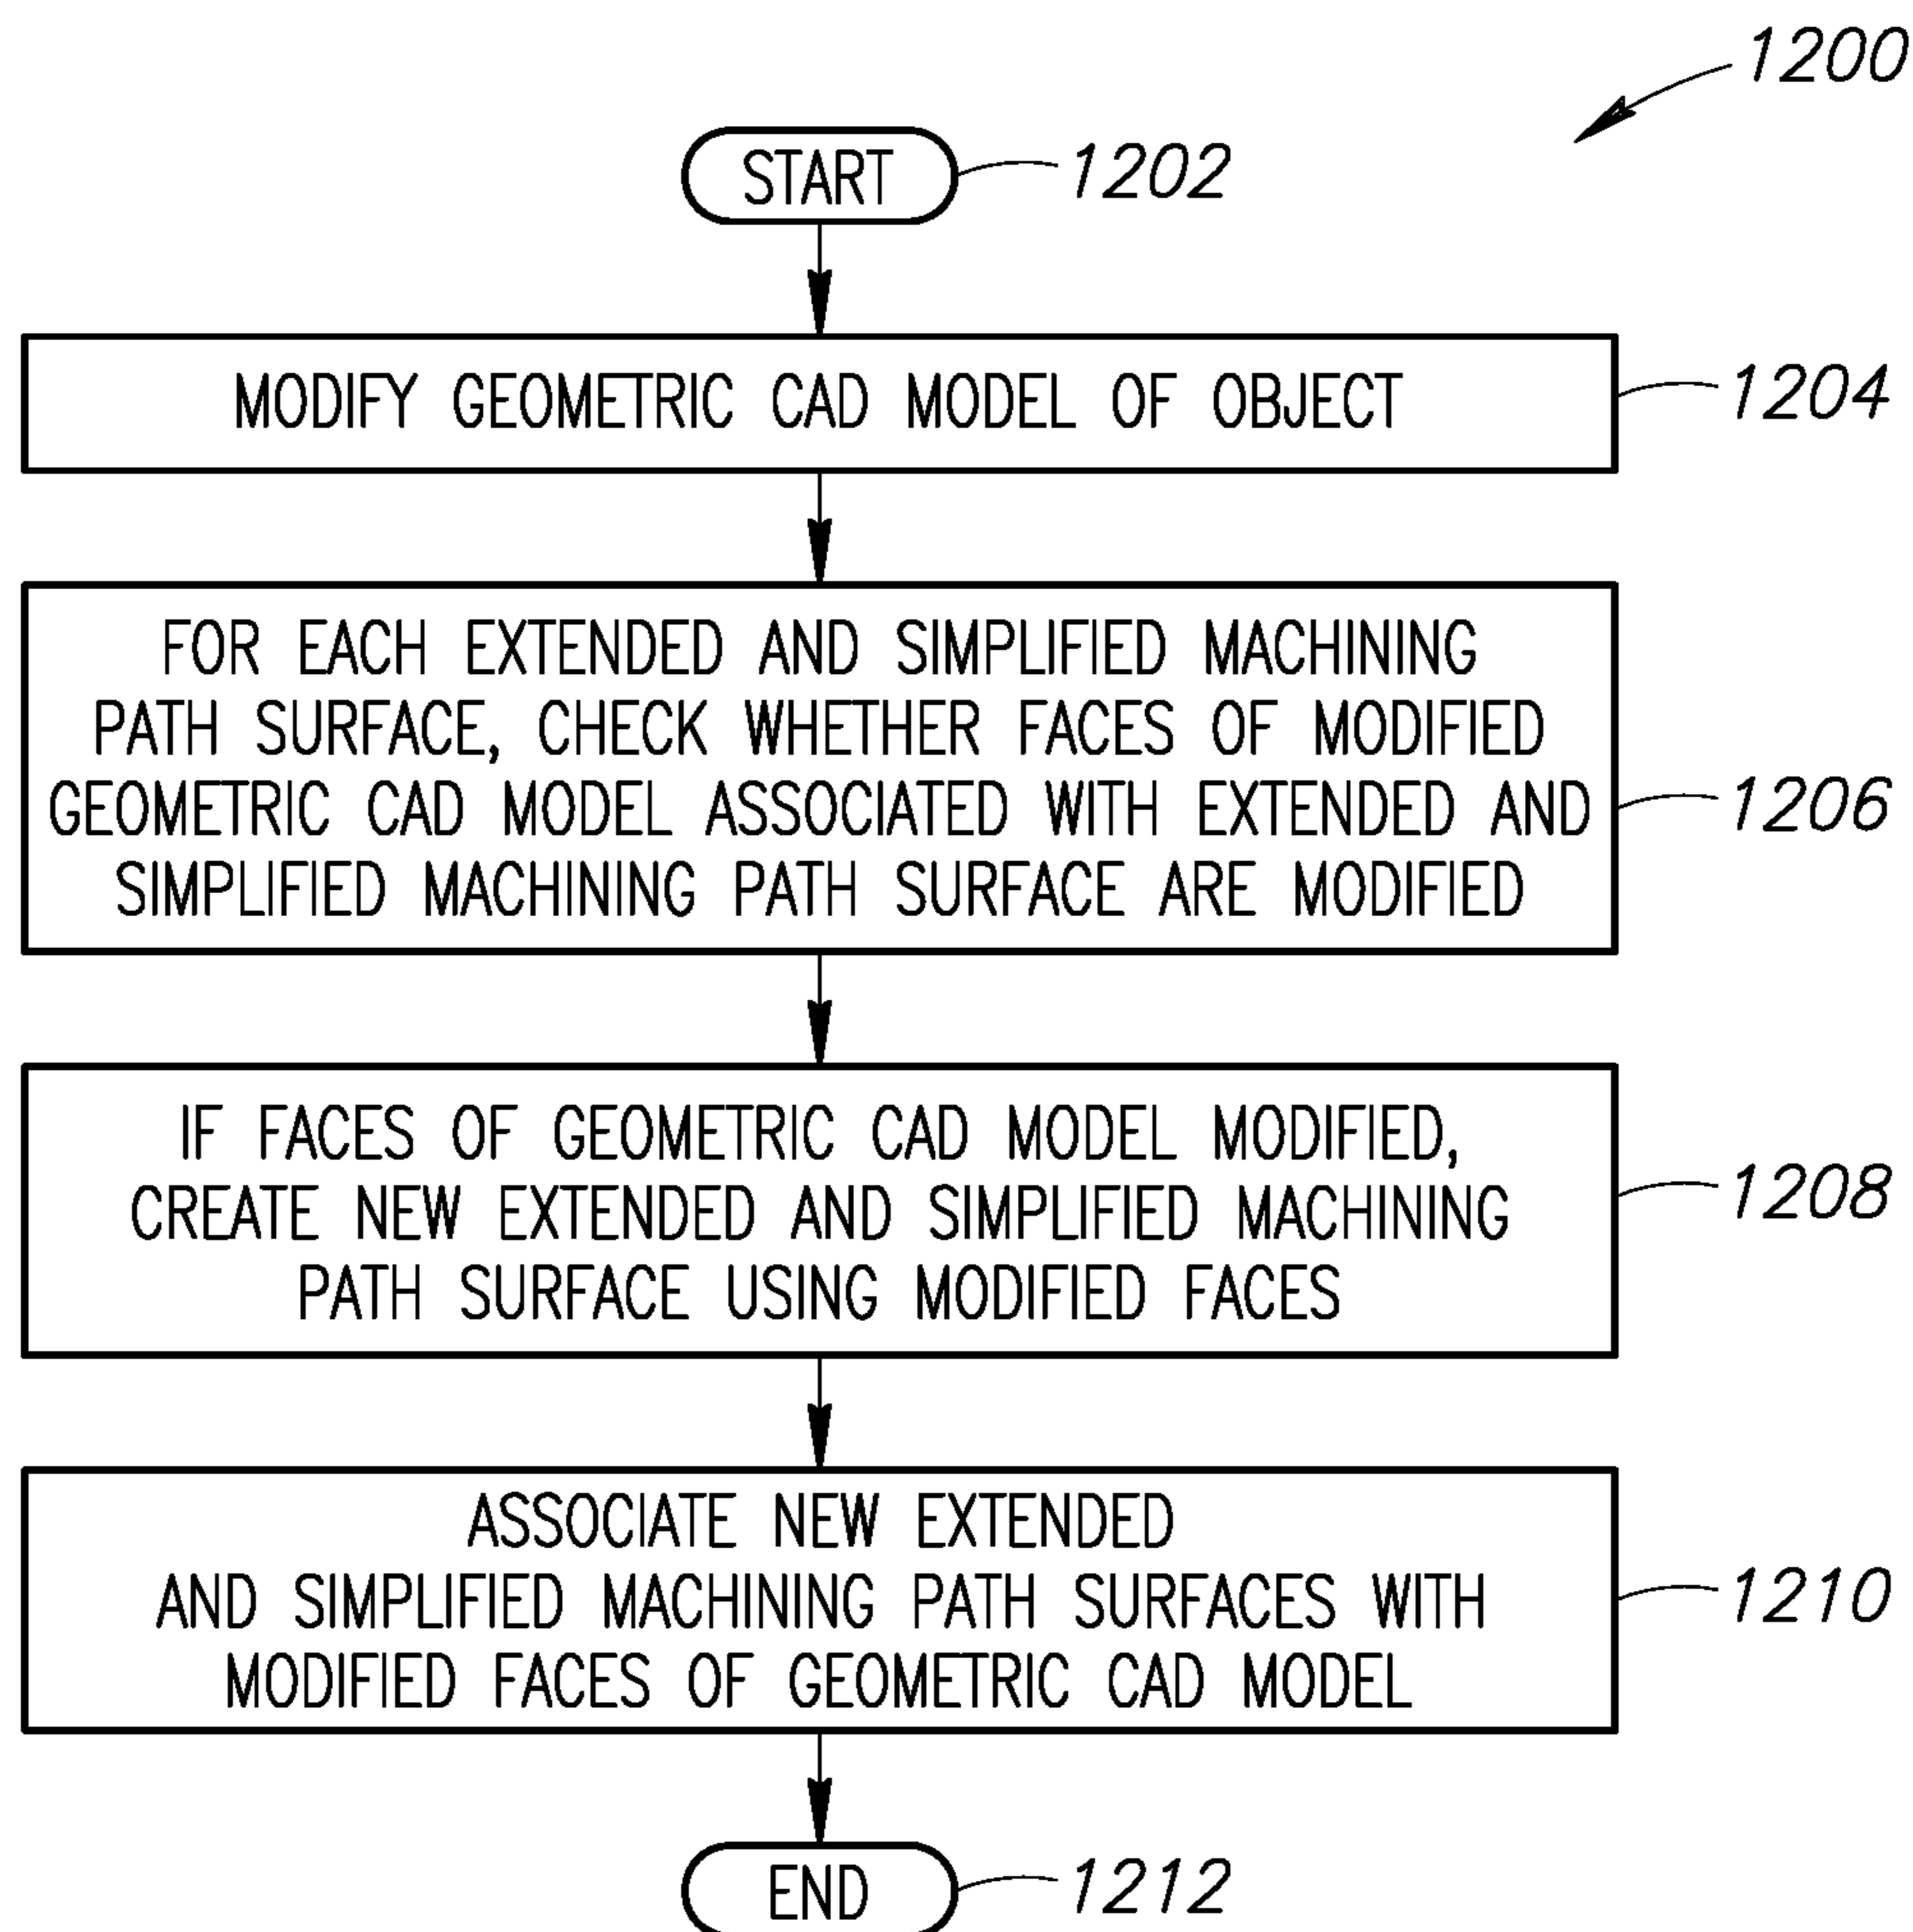 1200
START
1202
MODIFY GEOMETRIC CAD MODEL OF OBJECT
1204
FOR EACH EXTENDED AND SIMPLIFIED MACHINING
PATH SURFACE, CHECK WHETHER FACES OF MODIFIED
GEOMETRIC CAD MODEL ASSOCIATED WITH EXTENDED AND
SIMPLIFIED MACHINING PATH SURFACE ARE MODIFIED
1206
IF FACES OF GEOMETRIC CAD MODEL MODIFIED,
CREATE NEW EXTENDED AND SIMPLIFIED MACHINING
PATH SURFACE USING MODIFIED FACES
1208
ASSOCIATE NEW EXTENDED
AND SIMPLIFIED MACHINING PATH SURFACES WITH
MODIFIED FACES OF GEOMETRIC CAD MODEL
1210
END
1212